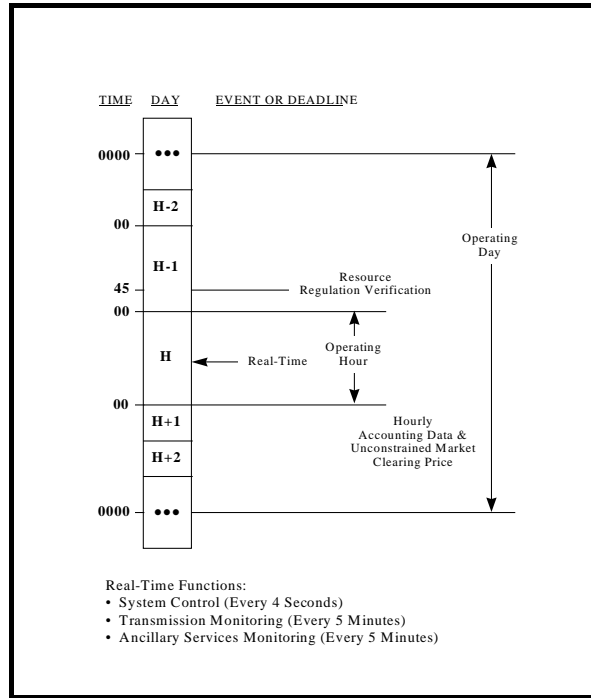 TIME DAY EVENT OR DEADLINE
0000 •••
H-2
00
Operating
Day
H-1
Resource
45 Regulation Verification
00
Operating
Hour
H Real-Time
00
H+1
Hourly
Accounting Data &
Unconstrained Market
Clearing Price
H+2
0000 •••
Real-Time Functions:
• System Control (Every 4 Seconds)
• Transmission Monitoring (Every 5 Minutes)
• Ancillary Services Monitoring (Every 5 Minutes)